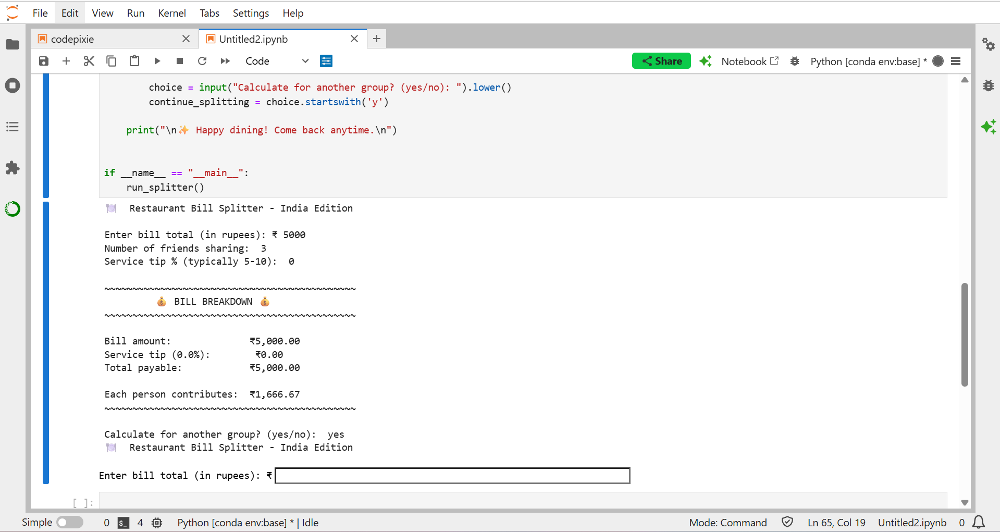 File Edit View Run Kernel Tabs Settings Help
codepixie Untitled2.ipynb
Code Share Notebook Python [conda env:base] *
choice = input("Calculate for another group? (yes/no): ").lower()
continue_splitting = choice.startswith('y')
print("\n✨ Happy dining! Come back anytime.\n")
if __name__ == "__main__":
run_splitter()
🍽️ Restaurant Bill Splitter - India Edition
Enter bill total (in rupees): ₹ 5000
Number of friends sharing: 3
Service tip % (typically 5-10): 0
~~~~~~~~~~~~~~~~~~~~~~~~~~~~~~~~~~~~~~~~~~~~~
💰 BILL BREAKDOWN 💰
~~~~~~~~~~~~~~~~~~~~~~~~~~~~~~~~~~~~~~~~~~~~~
Bill amount: ₹5,000.00
Service tip (0.0%): ₹0.00
Total payable: ₹5,000.00
Each person contributes: ₹1,666.67
~~~~~~~~~~~~~~~~~~~~~~~~~~~~~~~~~~~~~~~~~~~~~
Calculate for another group? (yes/no): yes
🍽️ Restaurant Bill Splitter - India Edition
Enter bill total (in rupees): ₹
[ ]:
Simple 0 $_ 4 Python [conda env:base] * | Idle Mode: Command Ln 65, Col 19 Untitled2.ipynb 0